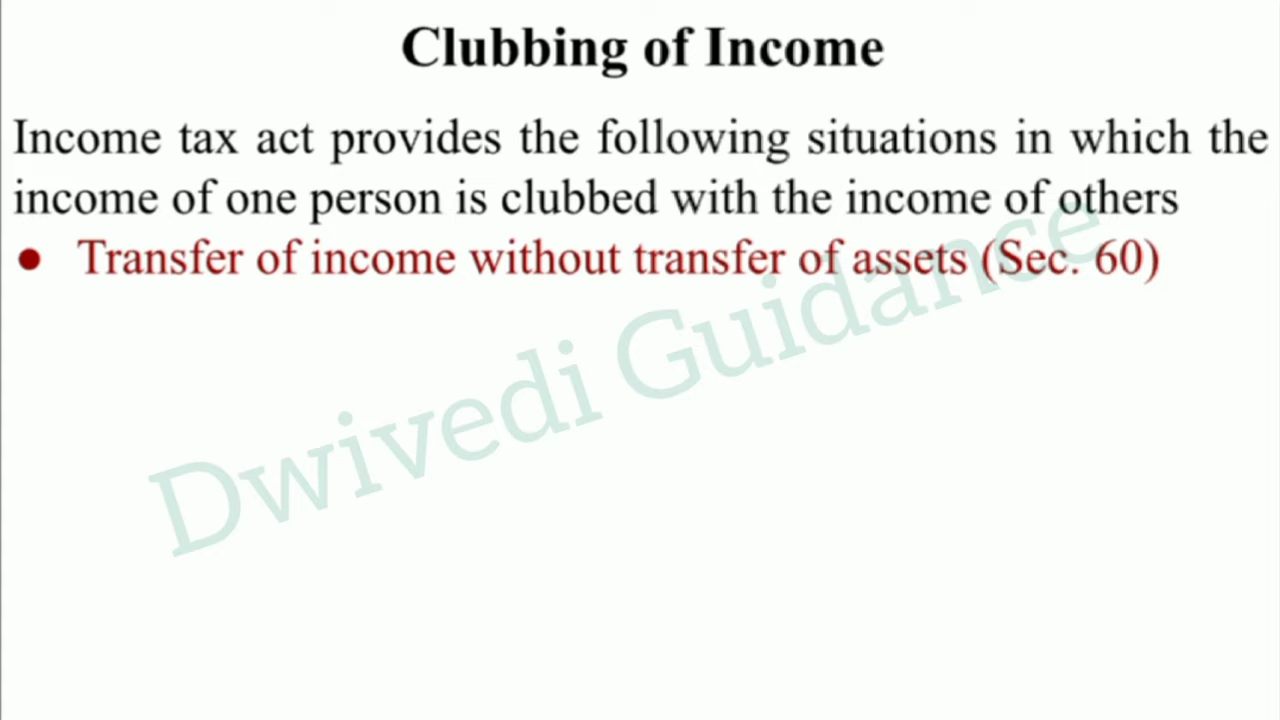 Clubbing of Income
Income tax act provides the following situations in which the
income of one person is clubbed with the income of others
● Transfer of income without transfer of assets (Sec. 60)
Dwivedi Guidance